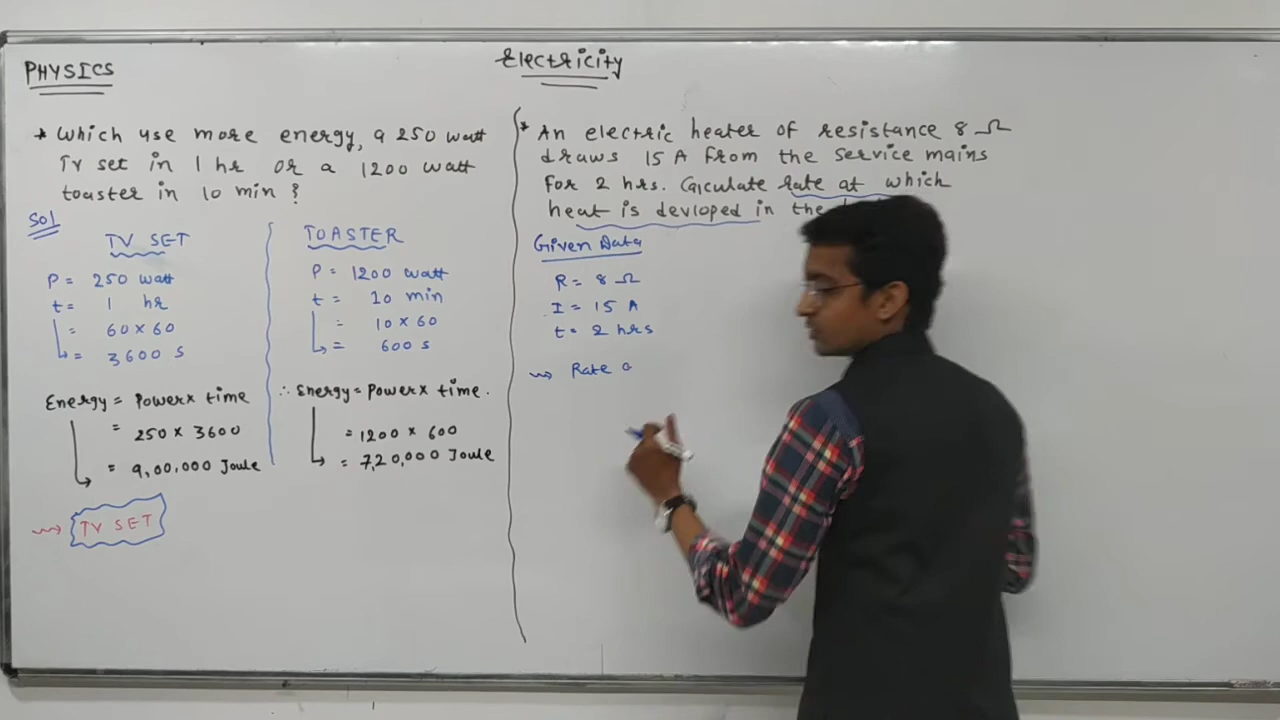 PHYSICS
Electricity
* Which use more energy, a 250 watt
TV set in 1 hr or a 1200 watt
toaster in 10 min ?
Sol
TV SET
P = 250 watt
t = 1 hr
= 60 × 60
= 3600 s
Energy = Power × time
= 250 × 3600
= 9,00,000 Joule
TV SET
TOASTER
P = 1200 watt
t = 10 min
= 10 × 60
= 600 s
∴ Energy = Power × time.
= 1200 × 600
= 7,20,000 Joule
* An electric heater of resistance 8 Ω
draws 15 A from the service mains
for 2 hrs. Calculate rate at which
heat is devloped in the
Given Data
R = 8 Ω
I = 15 A
t = 2 hrs
Rate o